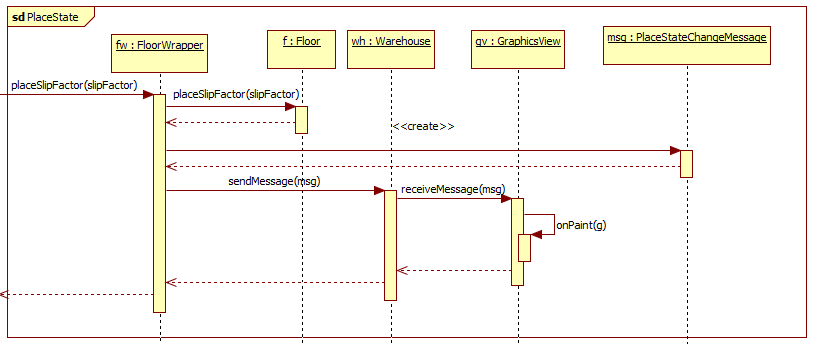 sd PlaceState
fw : FloorWrapper
f : Floor
wh : Warehouse
gv : GraphicsView
msg : PlaceStateChangeMessage
placeSlipFactor(slipFactor)
placeSlipFactor(slipFactor)
<<create>>
sendMessage(msg)
receiveMessage(msg)
onPaint(g)